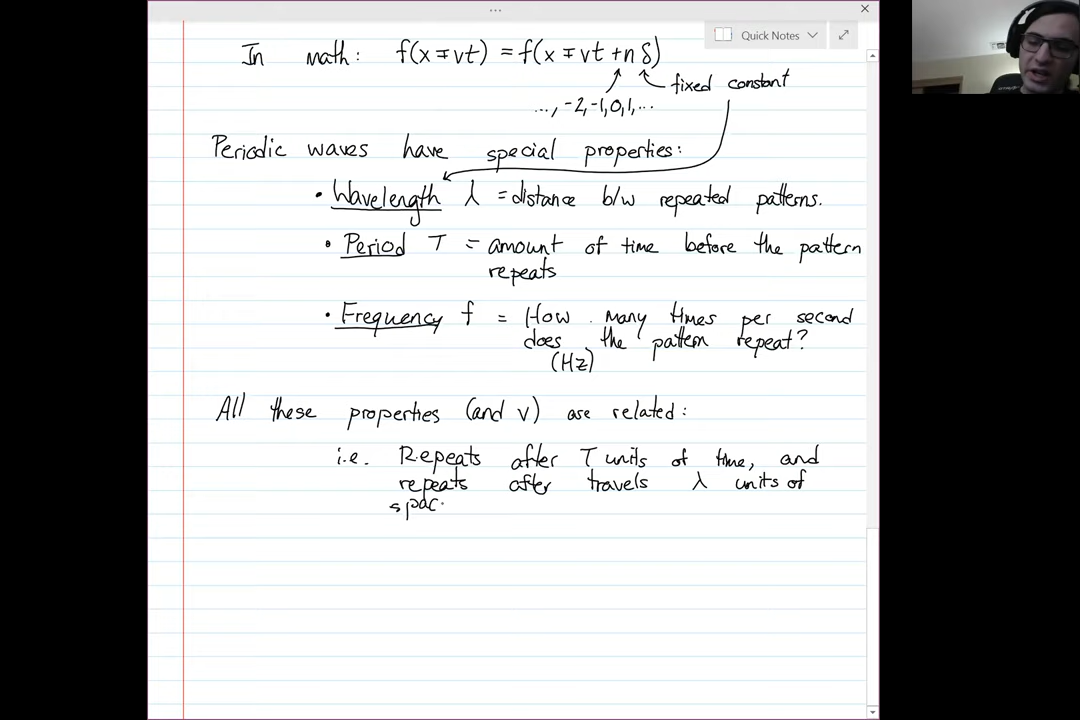 Quick Notes
In math: f(x∓vt) = f(x∓vt+nδ)
fixed constant
..., -2, -1, 0, 1, ...
Periodic waves have special properties:
• Wavelength λ = distance b/w repeated patterns.
• Period T = amount of time before the pattern
repeats
• Frequency f = How many times per second
does the pattern repeat?
(Hz)
All these properties (and v) are related:
i.e. Repeats after T units of time, and
repeats after travels λ units of
spac